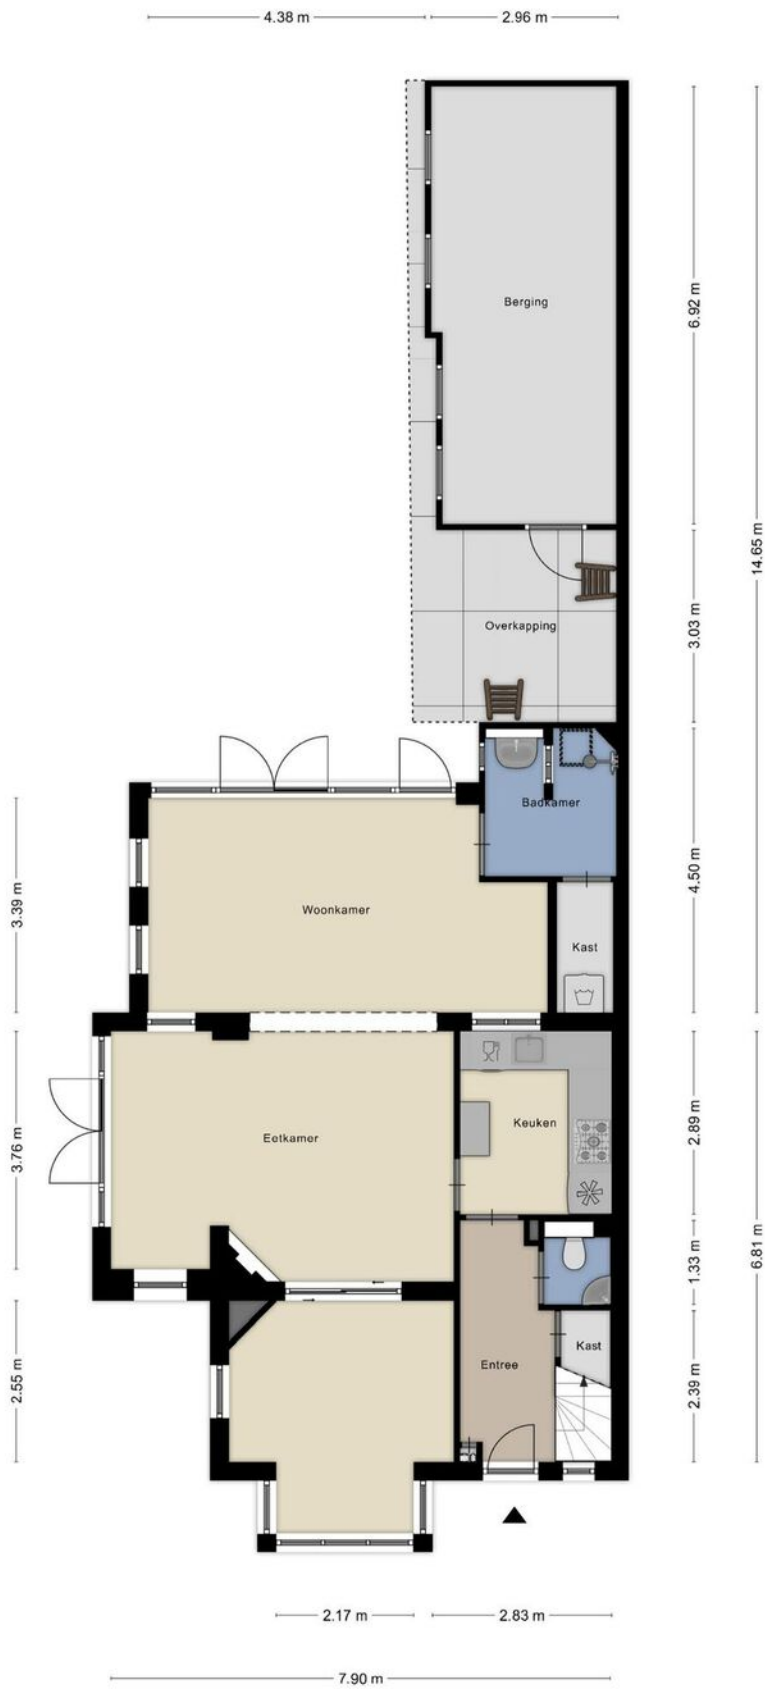 4.38 m
2.96 m
Berging
6.92 m
14.65 m
Overkapping
3.03 m
Badkamer
4.50 m
3.39 m
Woonkamer
Kast
Keuken
2.89 m
Eetkamer
3.76 m
1.33 m
6.81 m
Kast
Entree
2.39 m
2.55 m
2.17 m
2.83 m
7.90 m